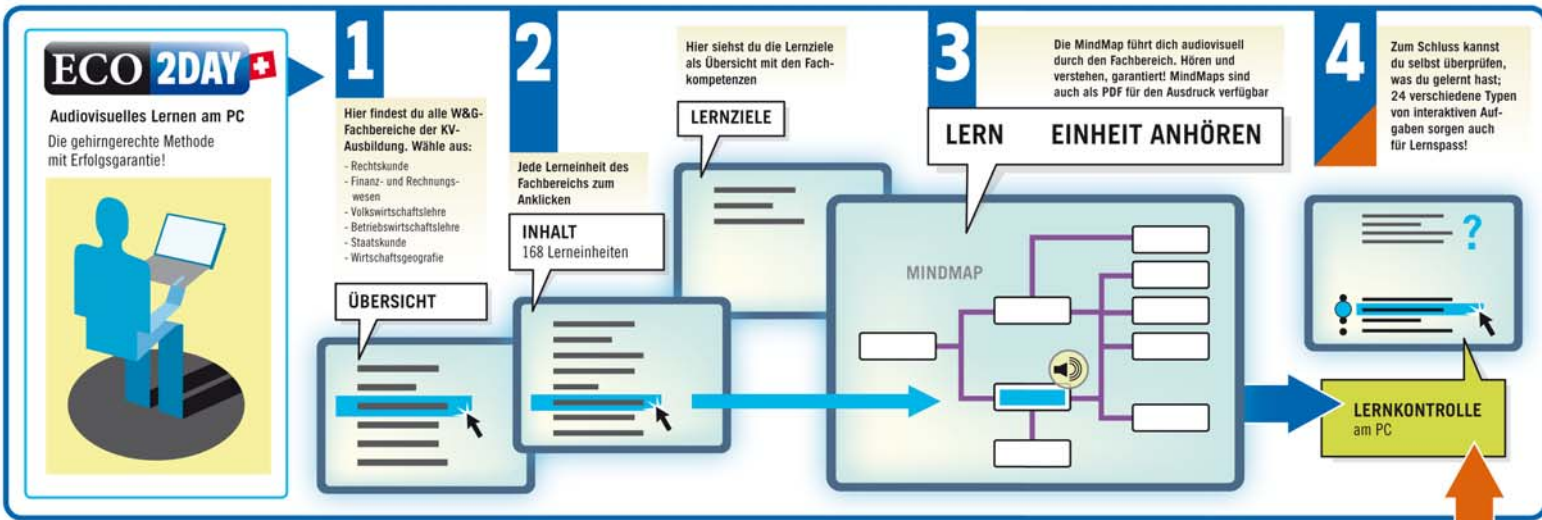 ECO 2DAY
Audiovisuelles Lernen am PC
Die gehirngerechte Methode
mit Erfolgsgarantie!
1
Hier findest du alle W&G-
Fachbereiche der KV-
Ausbildung. Wähle aus:
- Rechtskunde
- Finanz- und Rechnungs-
wesen
- Volkswirtschaftslehre
- Betriebswirtschaftslehre
- Staatskunde
- Wirtschaftsgeografie
ÜBERSICHT
2
Jede Lerneinheit des
Fachbereichs zum
Anklicken
INHALT
168 Lerneinheiten
Hier siehst du die Lernziele
als Übersicht mit den Fach-
kompetenzen
LERNZIELE
3
Die MindMap führt dich audiovisuell
durch den Fachbereich. Hören und
verstehen, garantiert! MindMaps sind
auch als PDF für den Ausdruck verfügbar
LERN EINHEIT ANHÖREN
MINDMAP
4
Zum Schluss kannst
du selbst überprüfen,
was du gelernt hast;
24 verschiedene Typen
von interaktiven Auf-
gaben sorgen auch
für Lernspass!
?
LERNKONTROLLE
am PC